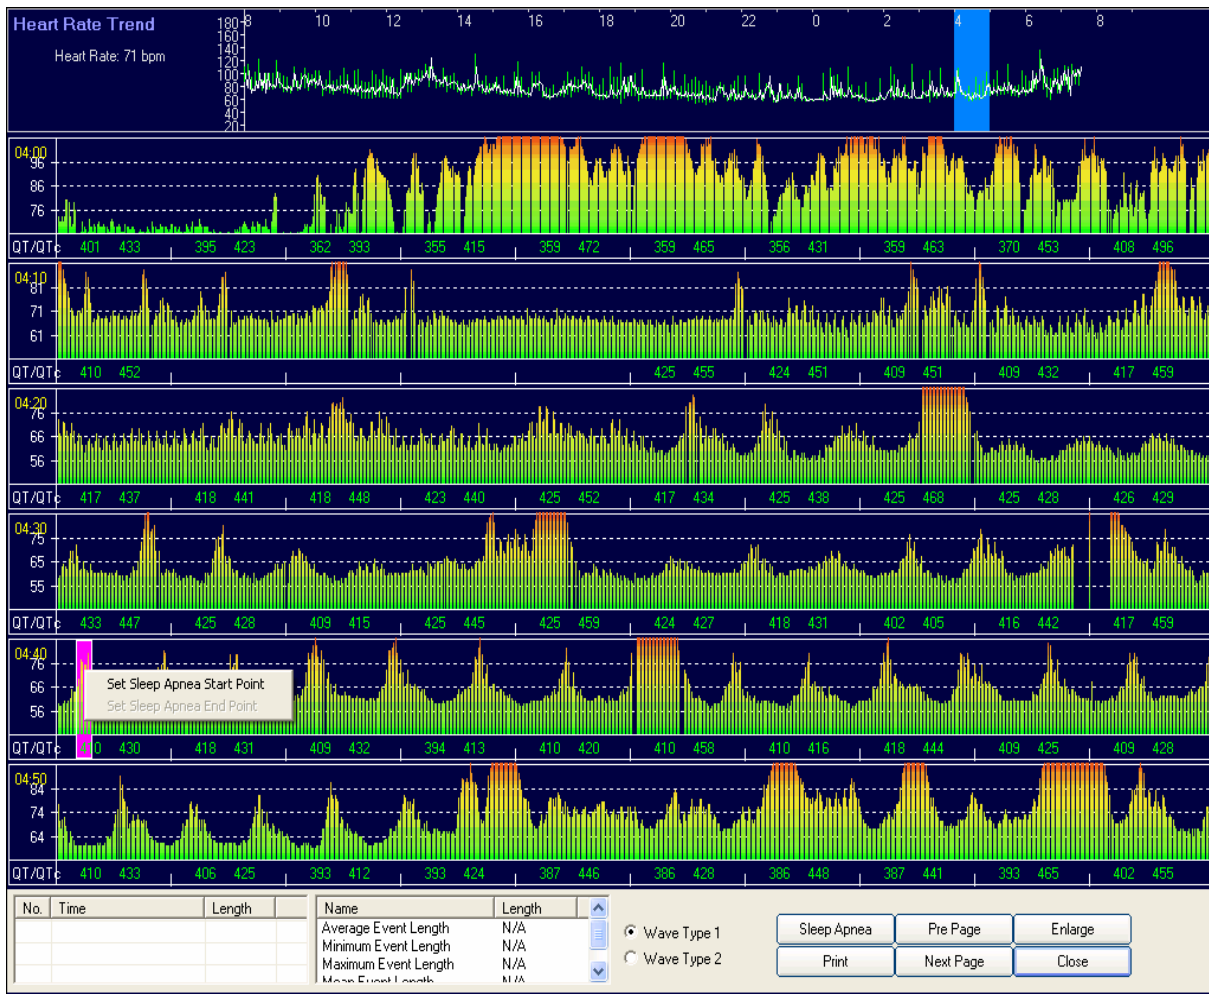 Heart Rate Trend
Heart Rate: 71 bpm
8 10 12 14 16 18 20 22 0 2 4 6 8
180
160
140
120
100
80
60
40
20
04:00
96
86
76
QT/QTc 401 433 395 423 362 393 355 415 359 472 359 465 356 431 359 463 370 453 408 496
04:10
81
71
61
QT/QTc 410 452 425 455 424 451 409 451 409 432 417 459
04:20
76
66
56
QT/QTc 417 437 418 441 418 448 423 440 425 452 417 434 425 438 425 468 425 428 426 429
04:30
75
65
55
QT/QTc 433 447 425 428 409 415 425 445 425 459 424 427 418 431 402 405 416 442 417 459
04:40
76
66
56
Set Sleep Apnea Start Point
Set Sleep Apnea End Point
QT/QTc 410 430 418 431 409 432 394 413 410 420 410 458 410 416 418 444 409 425 409 428
04:50
84
74
64
QT/QTc 410 433 406 425 393 412 393 424 387 446 386 428 386 448 387 441 393 465 402 455
No. Time Length
Name Length
Average Event Length N/A
Minimum Event Length N/A
Maximum Event Length N/A
Mean Event Length N/A
Wave Type 1
Wave Type 2
Sleep Apnea Pre Page Enlarge
Print Next Page Close